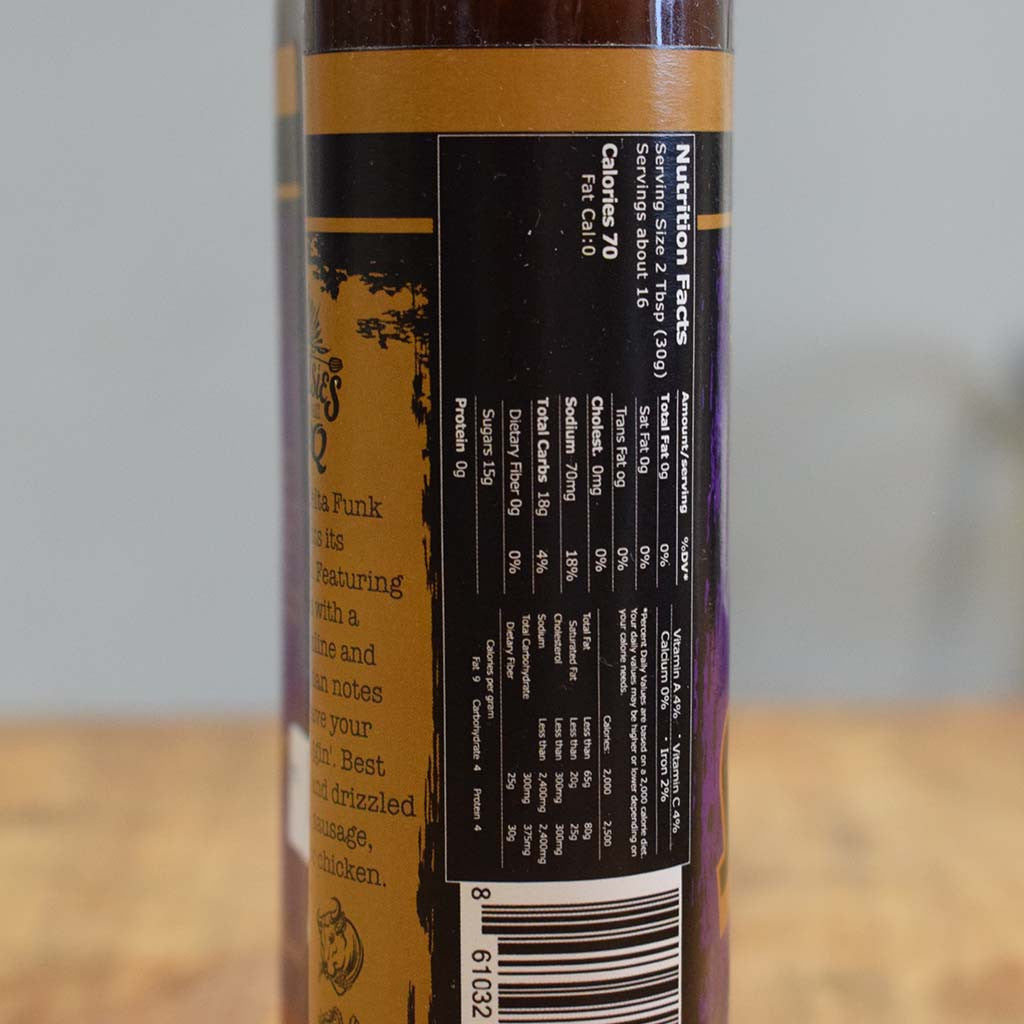 Nutrition Facts
Serving Size 2 Tbsp (30g)
Servings about 16
Calories 70
Fat Cal:0
Amount/serving %DV*
Total Fat 0g 0%
Sat Fat 0g 0%
Trans Fat 0g 0%
Cholest. 0mg 0%
Sodium 70mg 18%
Total Carbs 18g 4%
Dietary Fiber 0g 0%
Sugars 15g
Protein 0g
Vitamin A 4% · Vitamin C 4%
Calcium 0% · Iron 2%
*Percent Daily Values are based on a 2,000 calorie diet.
Your daily values may be higher or lower depending on
your calorie needs.
Calories: 2,000 2,500
Total Fat Less than 65g 80g
Saturated Fat Less than 20g 25g
Cholesterol Less than 300mg 300mg
Sodium Less than 2,400mg 2,400mg
Total Carbohydrate 300mg 375mg
Dietary Fiber 25g 30g
Calories per gram
Fat 9 Carbohydrate 4 Protein 4
8 61032
Q
Funk
its
Featuring
with a
and
notes
your
Best
drizzled
sausage,
chicken.